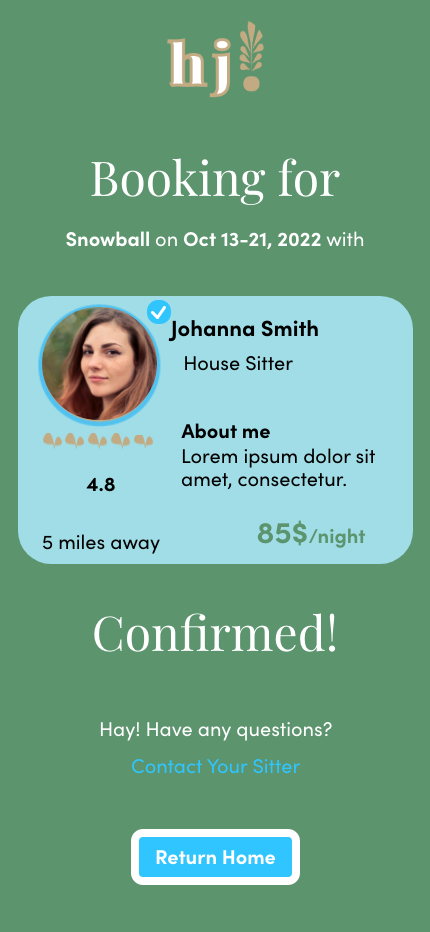 hj!
Booking for
Snowball on Oct 13-21, 2022 with
Johanna Smith
House Sitter
About me
Lorem ipsum dolor sit
amet, consectetur.
4.8
85$/night
5 miles away
Confirmed!
Hay! Have any questions?
Contact Your Sitter
Return Home